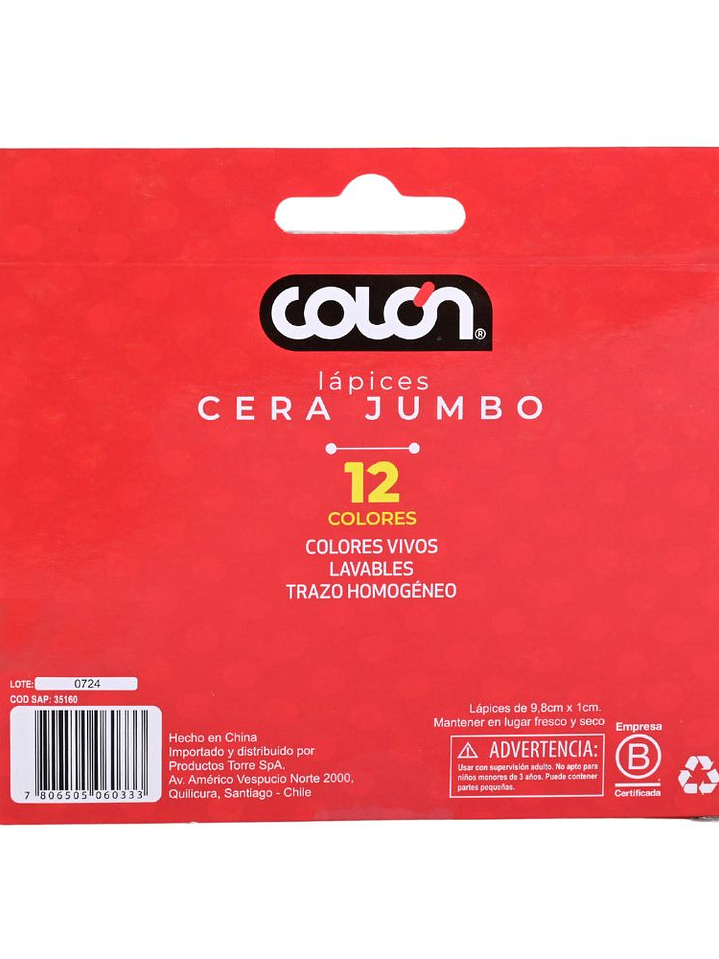 COLÓN®
lápices
CERA JUMBO
12
COLORES
COLORES VIVOS
LAVABLES
TRAZO HOMOGÉNEO
LOTE: 0724
COD SAP: 35160
7 806505 060333
Hecho en China
Importado y distribuido por
Productos Torre SpA.
Av. Américo Vespucio Norte 2000,
Quilicura, Santiago - Chile
Lápices de 9,8cm x 1cm.
Mantener en lugar fresco y seco
ADVERTENCIA:
Usar con supervisión adulto. No apto para
niños menores de 3 años. Puede contener
partes pequeñas.
Empresa
B
Certificada